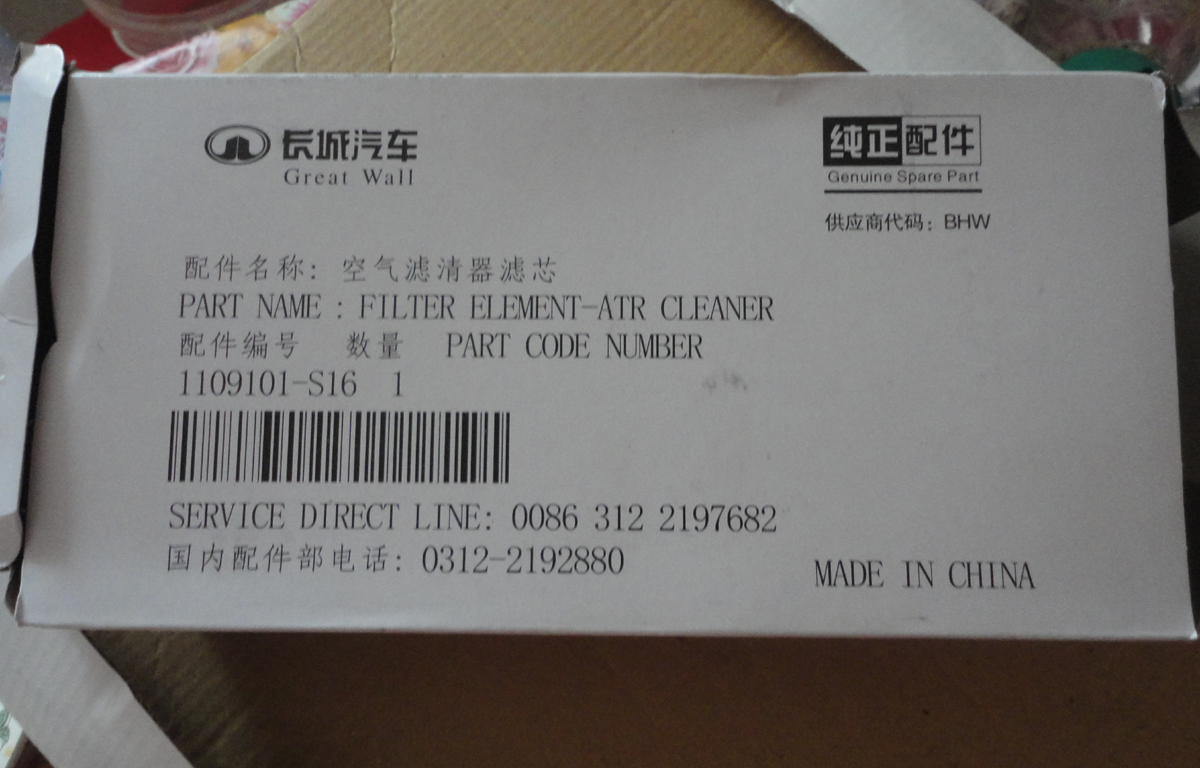 长城汽车
Great Wall
纯正配件
Genuine Spare Part
供应商代码：BHW
配件名称：空气滤清器滤芯
PART NAME：FILTER ELEMENT-ATR CLEANER
配件编号 数量 PART CODE NUMBER
1109101-S16 1
SERVICE DIRECT LINE: 0086 312 2197682
国内配件部电话：0312-2192880
MADE IN CHINA